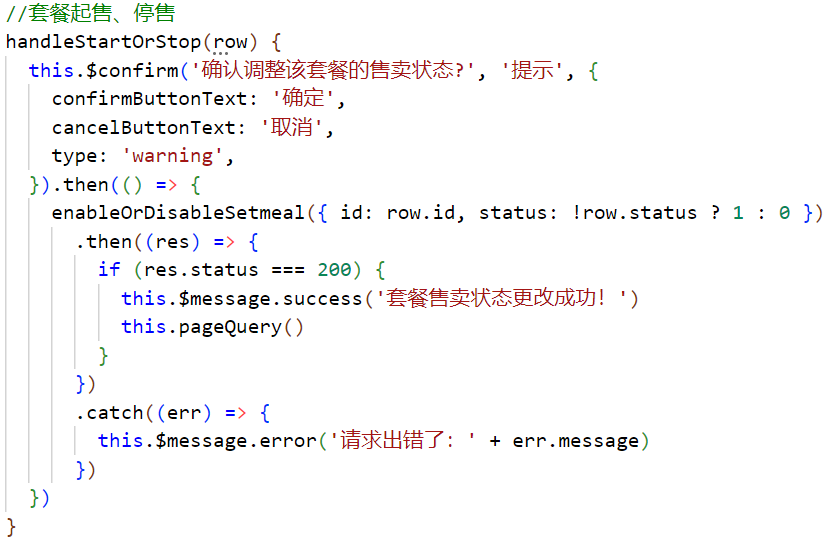 //套餐起售、停售
handleStartOrStop(row) {
  this.$confirm('确认调整该套餐的售卖状态?', '提示', {
    confirmButtonText: '确定',
    cancelButtonText: '取消',
    type: 'warning',
  }).then(() => {
    enableOrDisableSetmeal({ id: row.id, status: !row.status ? 1 : 0 })
      .then((res) => {
        if (res.status === 200) {
          this.$message.success('套餐售卖状态更改成功！')
          this.pageQuery()
        }
      })
      .catch((err) => {
        this.$message.error('请求出错了：' + err.message)
      })
  })
}